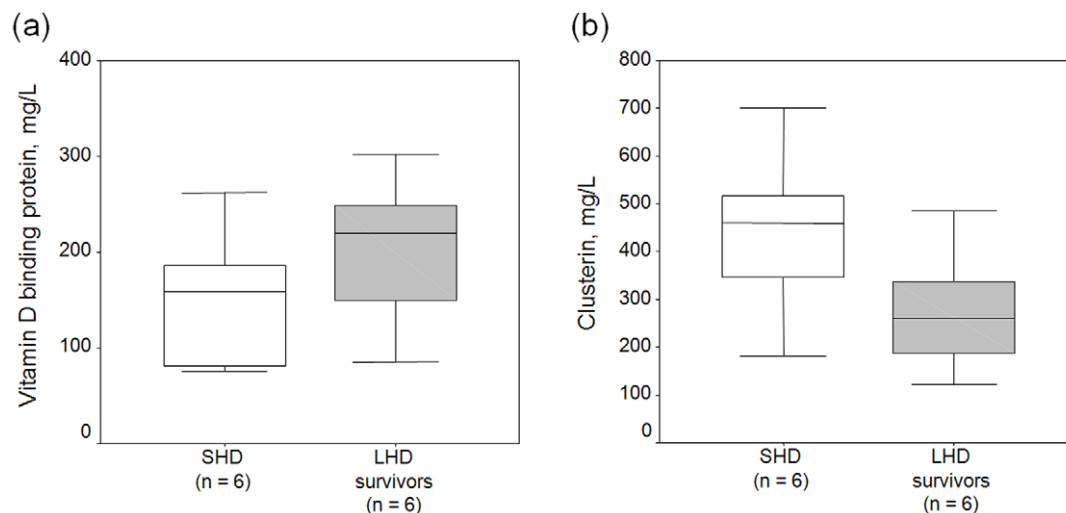 (a)
Vitamin D binding protein, mg/L
400
300
200
100
0
SHD
(n = 6)
LHD
survivors
(n = 6)
(b)
Clusterin, mg/L
800
700
600
500
400
300
200
100
0
SHD
(n = 6)
LHD
survivors
(n = 6)